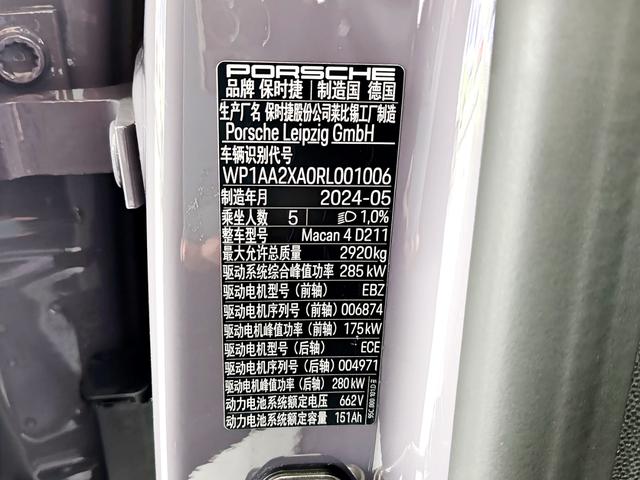 PORSCHE
品牌 保时捷 | 制造国 德国
生产厂名 保时捷股份公司莱比锡工厂制造
Porsche Leipzig GmbH
车辆识别代号
WP1AA2XA0RL001006
制造年月 2024-05
乘坐人数 5 1,0%
整车型号 Macan 4 D211
最大允许总质量 2920kg
驱动系统综合峰值功率 285 kW
驱动电机型号（前轴） EBZ
驱动电机序列号（前轴） 006874
驱动电机峰值功率（前轴） 175kW
驱动电机型号（后轴） ECE
驱动电机序列号（后轴） 004971
驱动电机峰值功率（后轴） 280 kW
动力电池系统额定电压 662V
动力电池系统额定容量 151Ah